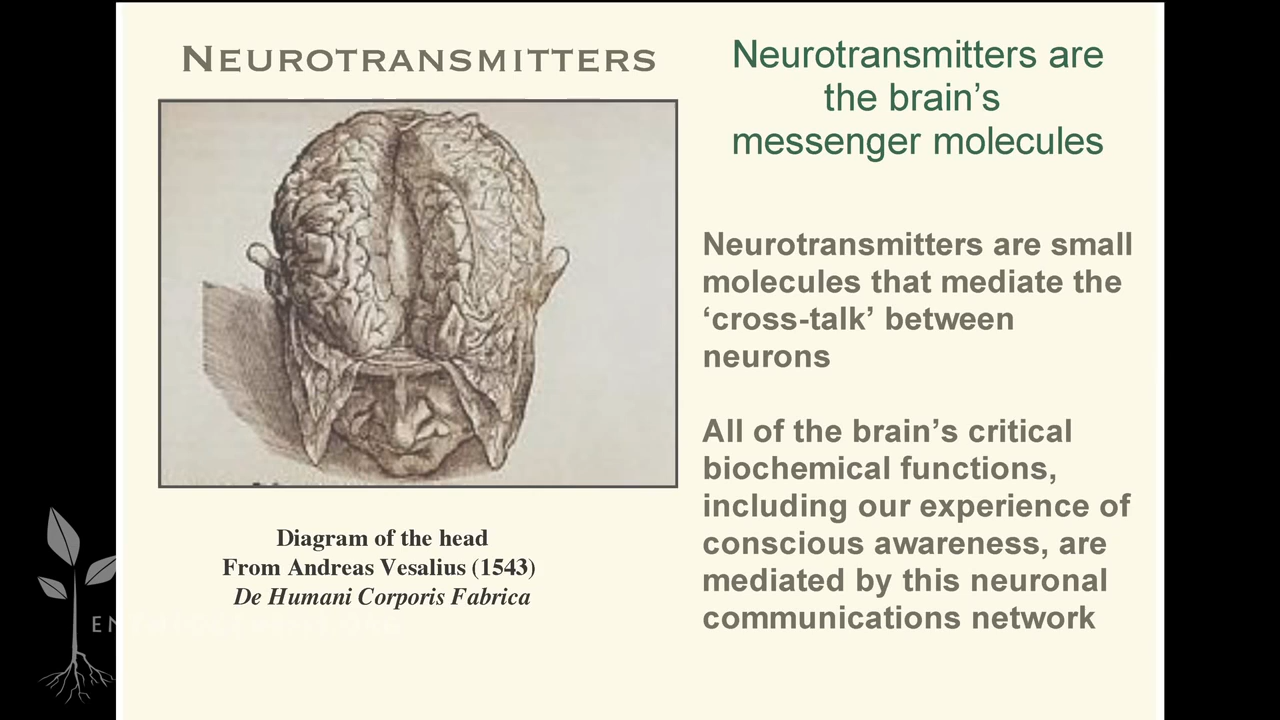 NEUROTRANSMITTERS
Diagram of the head
From Andreas Vesalius (1543)
De Humani Corporis Fabrica
Neurotransmitters are
the brain’s
messenger molecules
Neurotransmitters are small
molecules that mediate the
‘cross-talk’ between
neurons
All of the brain’s critical
biochemical functions,
including our experience of
conscious awareness, are
mediated by this neuronal
communications network